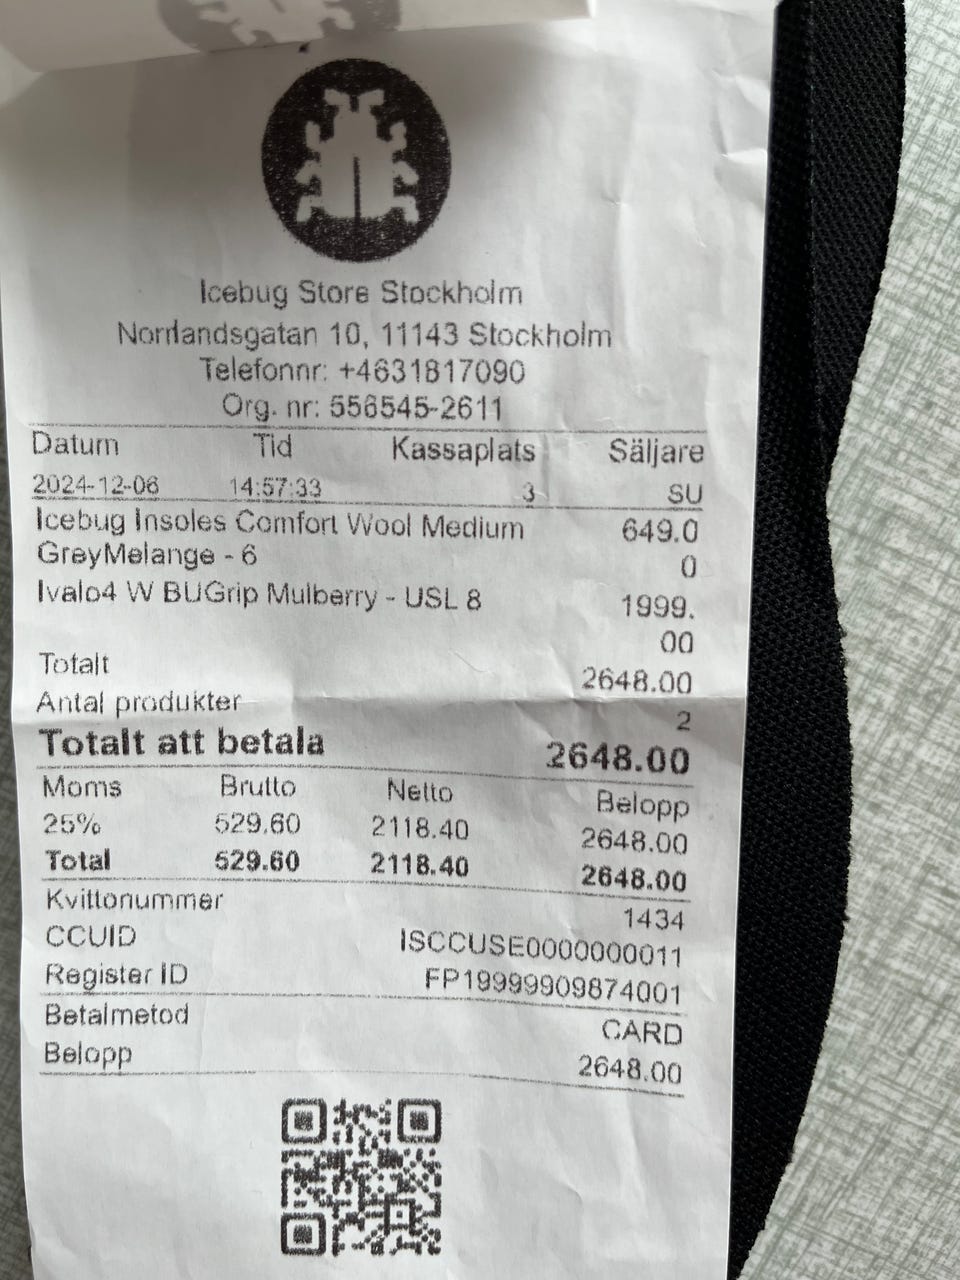 Icebug Store Stockholm
Norrlandsgatan 10, 11143 Stockholm
Telefonnr: +4631817090
Org. nr: 556545-2611
Datum Tid Kassaplats Säljare
2024-12-06 14:57:33 3 SU
Icebug Insoles Comfort Wool Medium 649.0
GreyMelange - 6 0
Ivalo4 W BUGrip Mulberry - USL 8 1999.
00
Totalt 2648.00
Antal produkter 2
Totalt att betala 2648.00
Moms Brutto Netto Belopp
25% 529.60 2118.40 2648.00
Total 529.60 2118.40 2648.00
Kvittonummer 1434
CCUID ISCCUSE0000000011
Register ID FP19999909874001
Betalmetod CARD
Belopp 2648.00